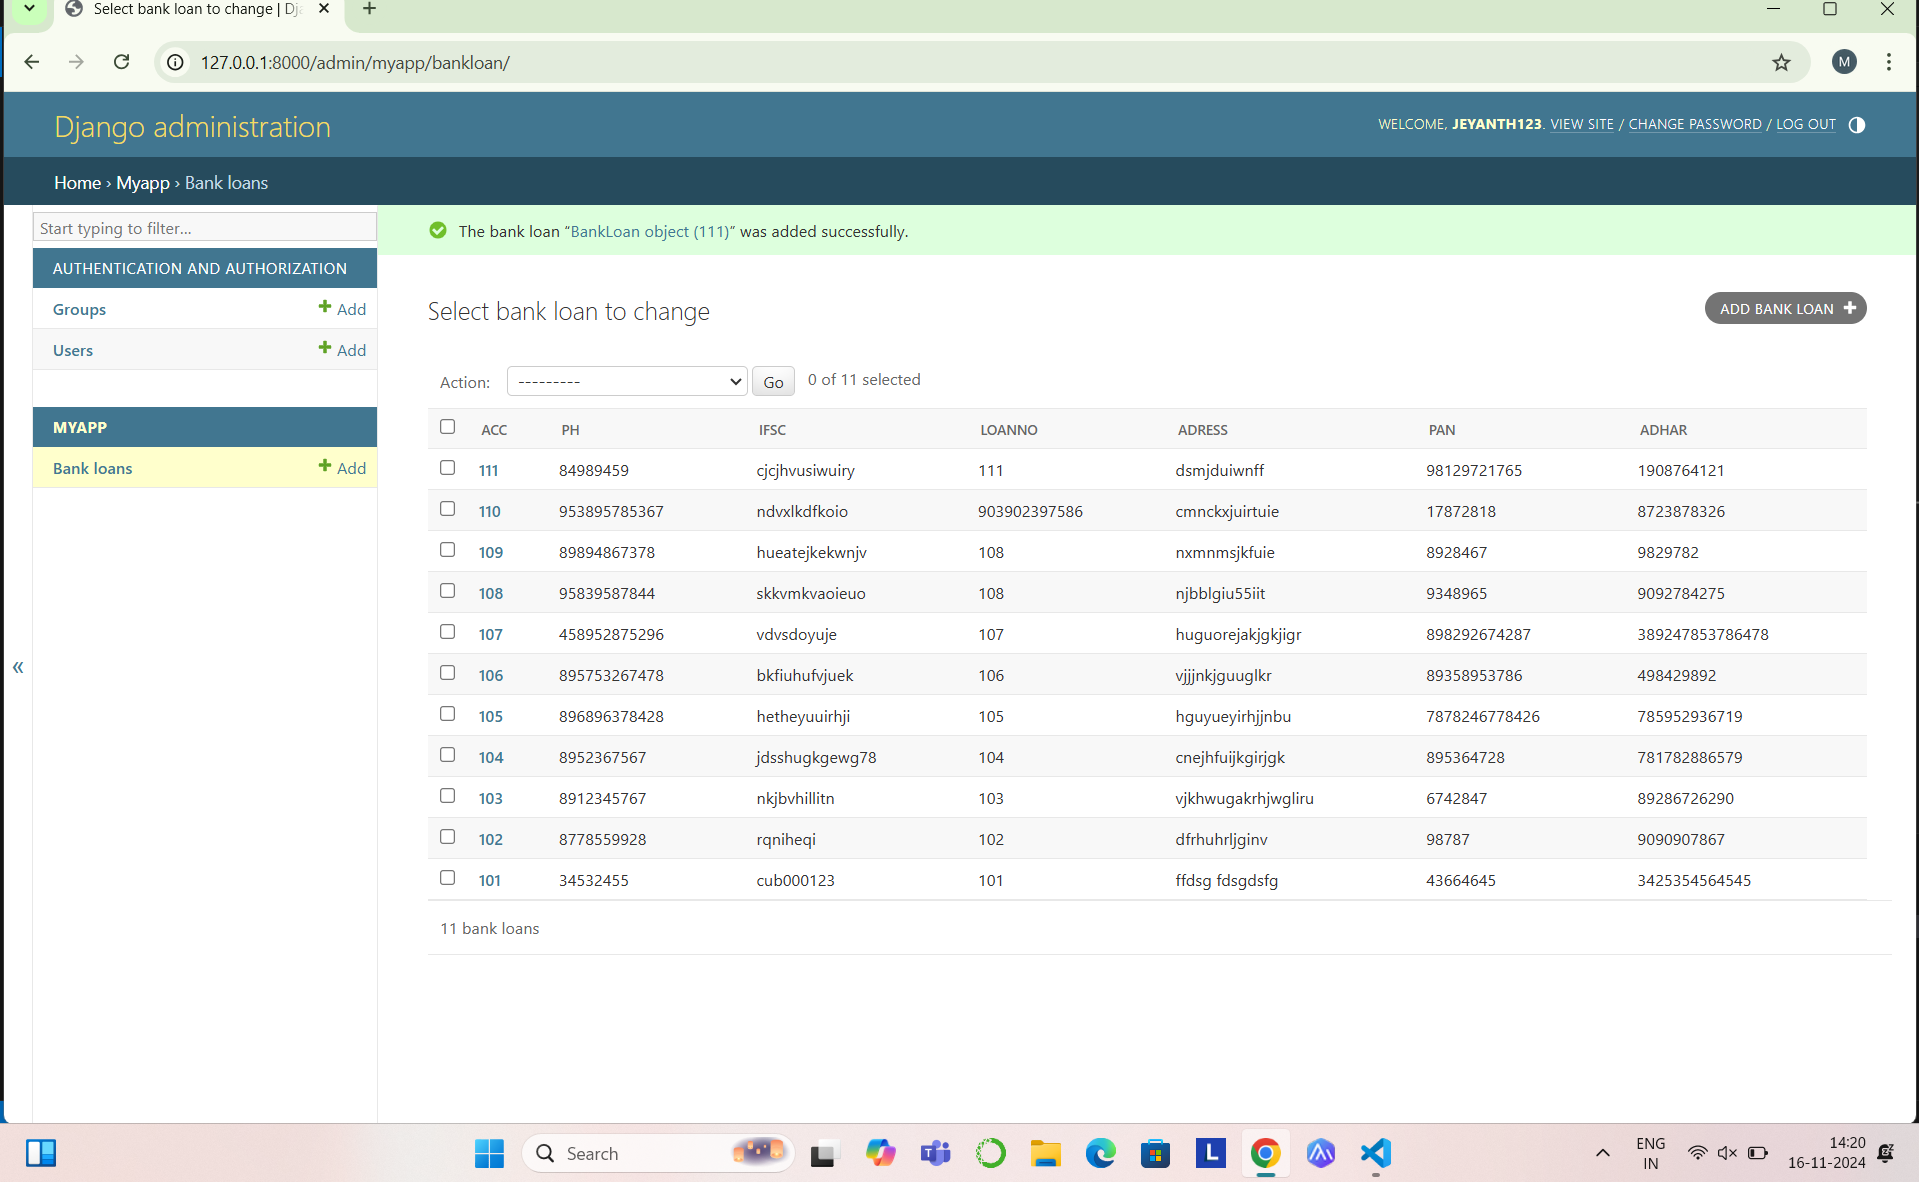 Select bank loan to change | Dj
127.0.0.1:8000/admin/myapp/bankloan/
M
Django administration
WELCOME, JEYANTH123. VIEW SITE / CHANGE PASSWORD / LOG OUT
Home › Myapp › Bank loans
Start typing to filter...
AUTHENTICATION AND AUTHORIZATION
Groups Add
Users Add
MYAPP
Bank loans Add
«
The bank loan “BankLoan object (111)” was added successfully.
Select bank loan to change
ADD BANK LOAN
Action: --------- Go 0 of 11 selected
ACC PH IFSC LOANNO ADRESS PAN ADHAR
111 84989459 cjcjhvusiwuiry 111 dsmjduiwnff 98129721765 1908764121
110 953895785367 ndvxlkdfkoio 903902397586 cmnckxjuirtuie 17872818 8723878326
109 89894867378 hueatejkekwnjv 108 nxmnmsjkfuie 8928467 9829782
108 95839587844 skkvmkvaoieuo 108 njbblgiu55iit 9348965 9092784275
107 458952875296 vdvsdoyuje 107 huguorejakjgkjigr 898292674287 389247853786478
106 895753267478 bkfiuhufvjuek 106 vjjjnkjguuglkr 89358953786 498429892
105 896896378428 hetheyuuirhji 105 hguyueyirhjjnbu 7878246778426 785952936719
104 8952367567 jdsshugkgewg78 104 cnejhfuijkgirjgk 895364728 781782886579
103 8912345767 nkjbvhillitn 103 vjkhwugakrhjwgliru 6742847 89286726290
102 8778559928 rqniheqi 102 dfrhuhrljginv 98787 9090907867
101 34532455 cub000123 101 ffdsg fdsgdsfg 43664645 3425354564545
11 bank loans
Search
L
ENG
IN
14:20
16-11-2024